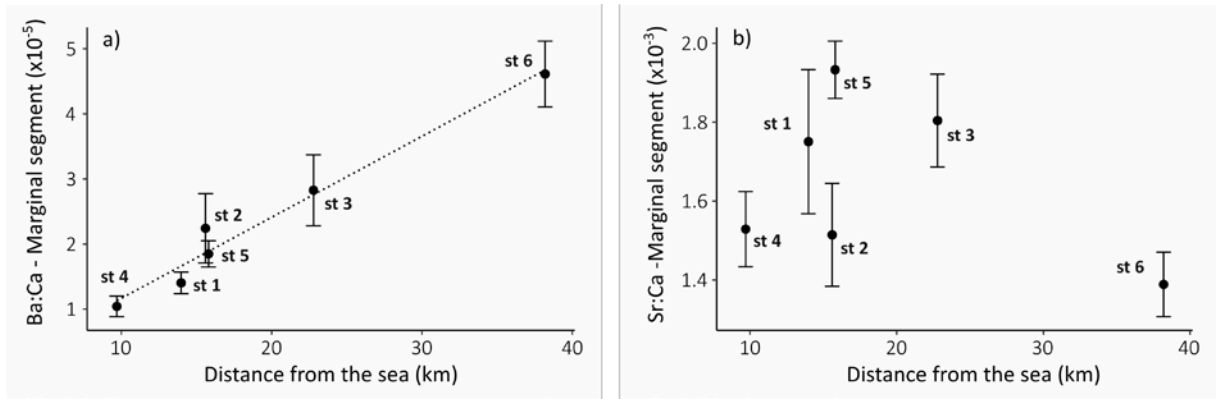 a)
Ba:Ca - Marginal segment (x10⁻⁵)
5
4
3
2
1
st 6
st 3
st 2
st 5
st 4
st 1
10 20 30 40
Distance from the sea (km)
b)
Sr:Ca -Marginal segment (x10⁻³)
2.0
1.8
1.6
1.4
st 5
st 1
st 3
st 4
st 2
st 6
10 20 30 40
Distance from the sea (km)